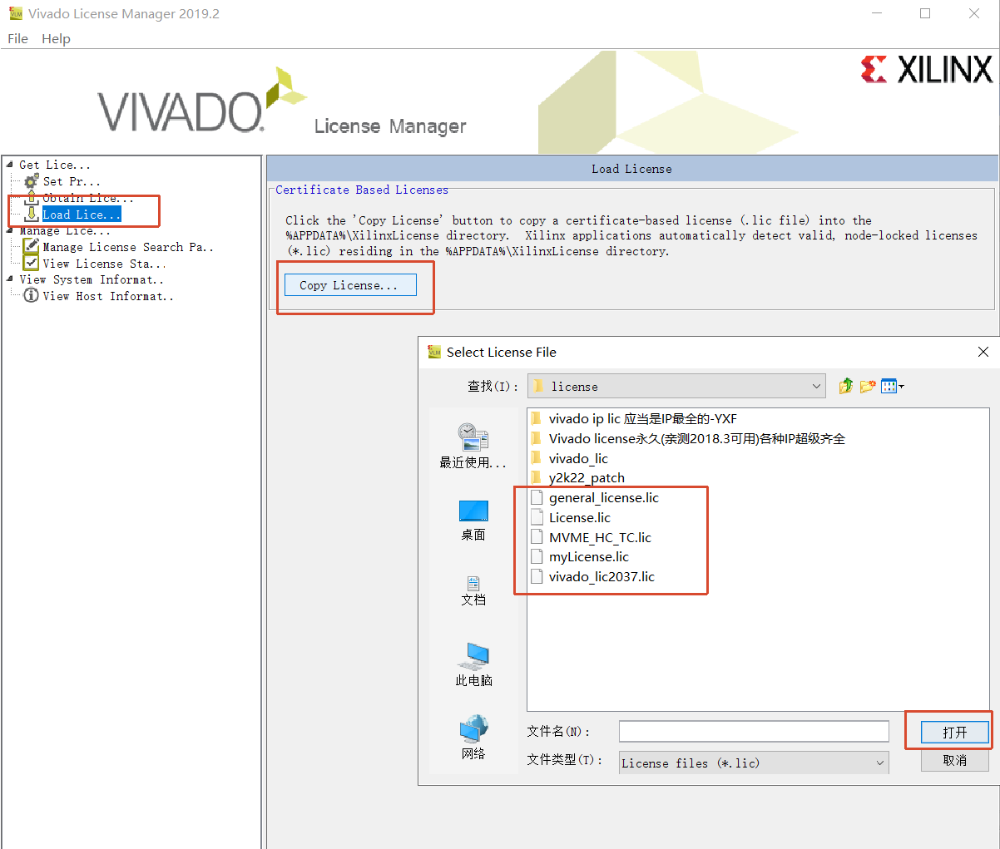 Vivado License Manager 2019.2
File Help
XILINX
VIVADO.
License Manager
Get Lice...
Set Pr...
Obtain Lice...
Load Lice...
Manage Lice...
Manage License Search Pa..
View License Sta...
View System Informat..
View Host Informat..
Load License
Certificate Based Licenses
Click the 'Copy License' button to copy a certificate-based license (.lic file) into the
%APPDATA%\XilinxLicense directory. Xilinx applications automatically detect valid, node-locked licenses
(*.lic) residing in the %APPDATA%\XilinxLicense directory.
Copy License...
VLM Select License File
查找(I):
license
vivado ip lic 应当是IP最全的-YXF
Vivado license永久(亲测2018.3可用)各种IP超级齐全
vivado_lic
y2k22_patch
general_license.lic
License.lic
MVME_HC_TC.lic
myLicense.lic
vivado_lic2037.lic
最近使用...
桌面
文档
此电脑
网络
文件名(N):
打开
文件类型(T):
License files (*.lic)
取消